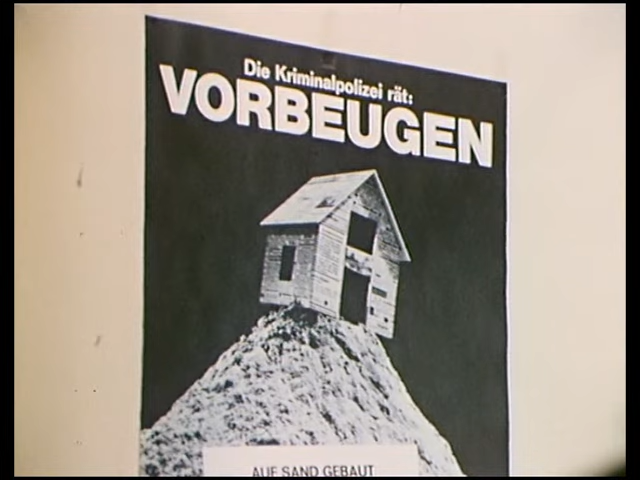 Die Kriminalpolizei rät:
VORBEUGEN
AUF SAND GEBAUT